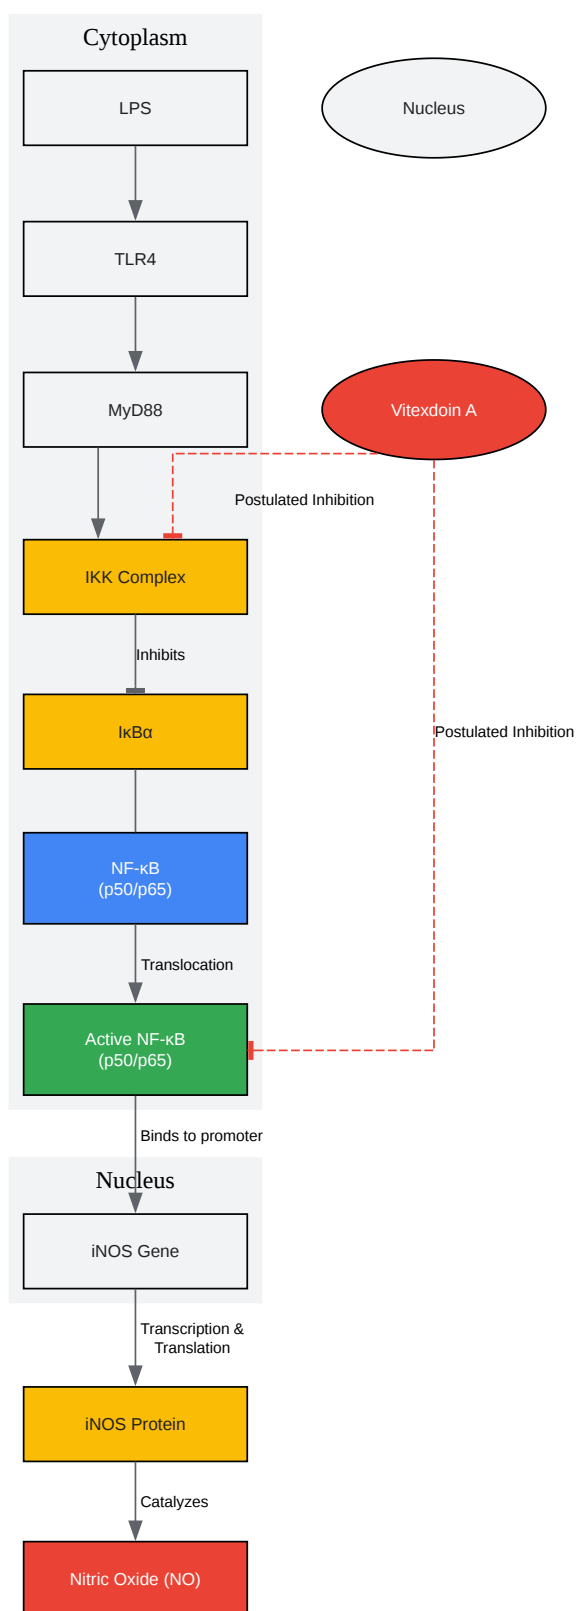 Cytoplasm
LPS
Nucleus
TLR4
MyD88
Vitexdoin A
Postulated Inhibition
IKK Complex
Inhibits
IκBα
Postulated Inhibition
NF-κB
(p50/p65)
Translocation
Active NF-κB
(p50/p65)
Binds to promoter
Nucleus
iNOS Gene
Transcription &
Translation
iNOS Protein
Catalyzes
Nitric Oxide (NO)